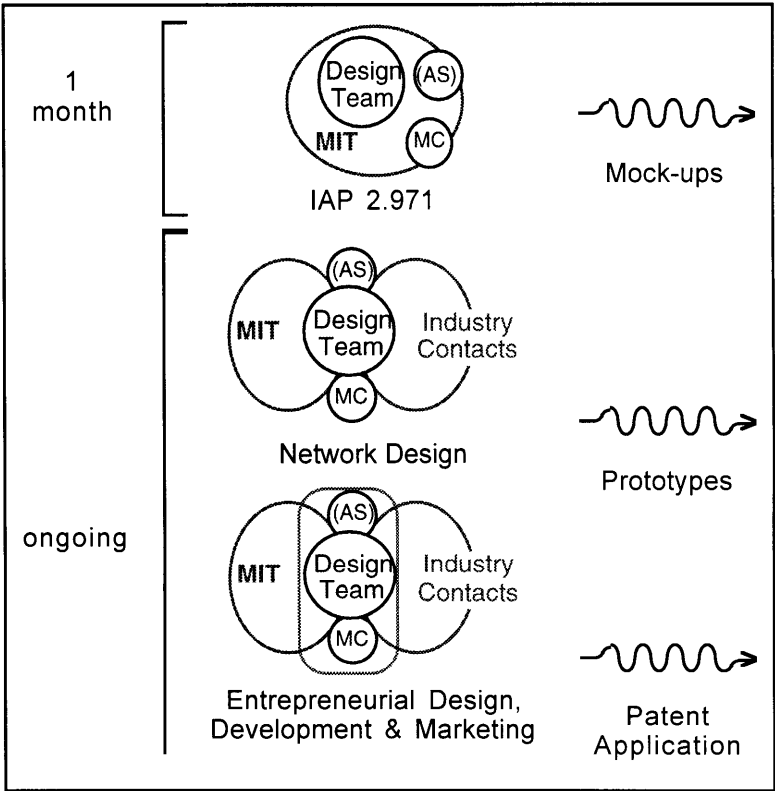 1
month
Design
Team
(AS)
MIT
MC
IAP 2.971
Mock-ups
ongoing
(AS)
MIT
Design
Team
Industry
Contacts
MC
Network Design
Prototypes
(AS)
MIT
Design
Team
Industry
Contacts
MC
Entrepreneurial Design,
Development & Marketing
Patent
Application